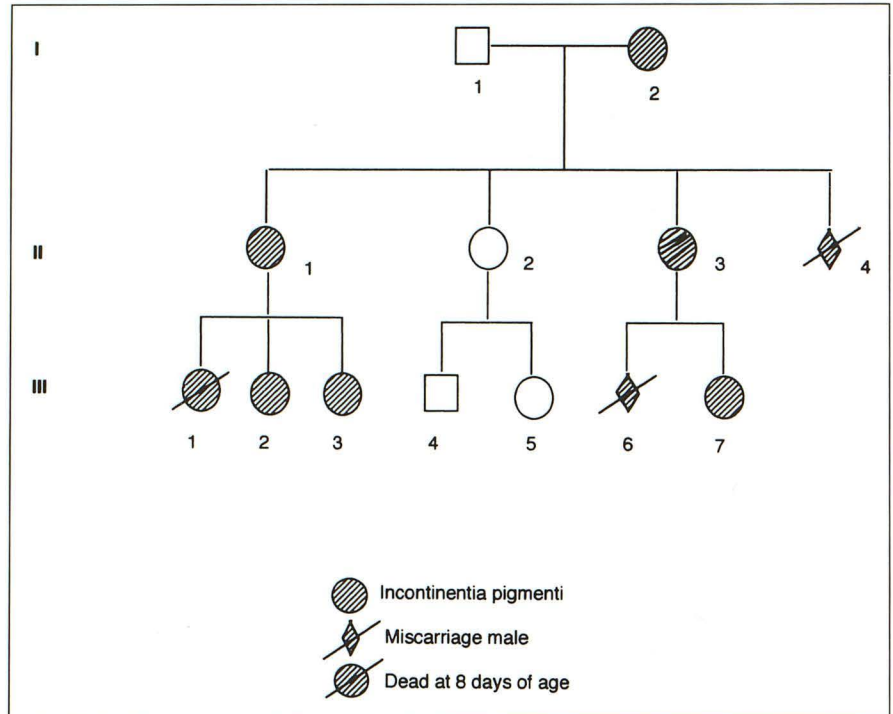 I
1
2
II
1
2
3
4
III
1
2
3
4
5
6
7
Incontinentia pigmenti
Miscarriage male
Dead at 8 days of age